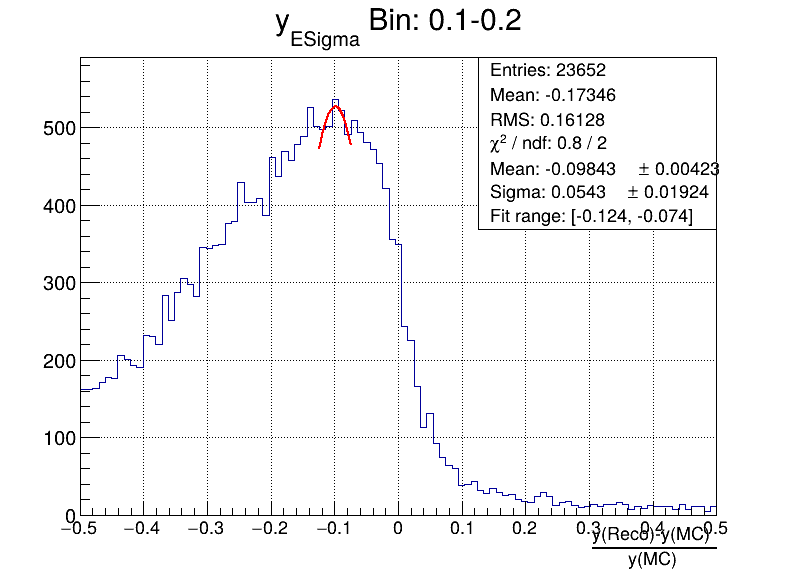 y_ESigma Bin: 0.1-0.2
Entries: 23652
Mean: -0.17346
RMS: 0.16128
χ² / ndf: 0.8 / 2
Mean: -0.09843 ± 0.00423
Sigma: 0.0543 ± 0.01924
Fit range: [-0.124, -0.074]
500
400
300
200
100
0
−0.5 −0.4 −0.3 −0.2 −0.1 0 0.1 0.2 0.3 0.4 0.5
y(Reco)-y(MC)
y(MC)